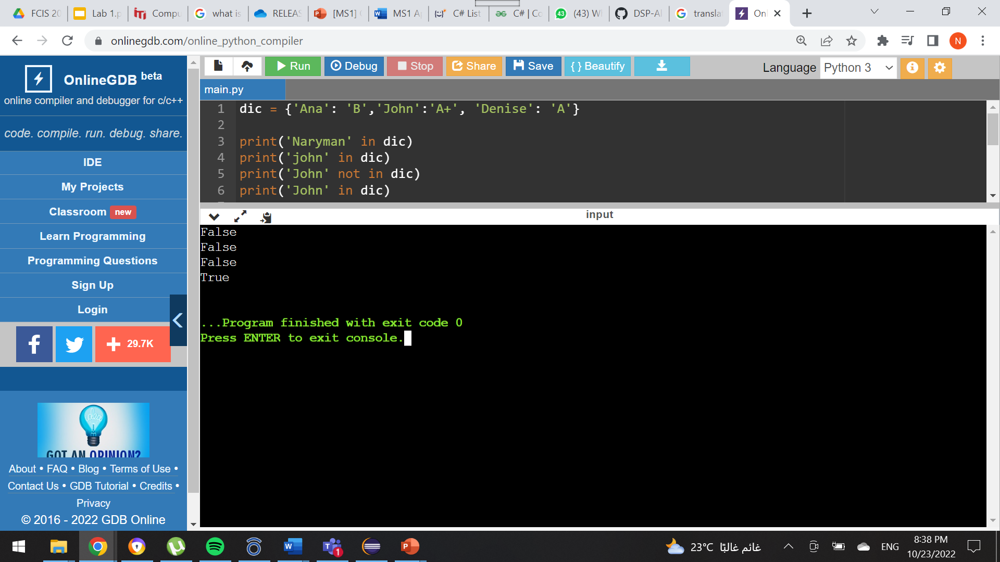 FCIS 20
Lab 1.p
Compu
what is
RELEAS
[MS1]
MS1 A
C# List
C# | Co
(43) W
DSP-A
transla
Onl
onlinegdb.com/online_python_compiler
N
OnlineGDB beta
online compiler and debugger for c/c++
code. compile. run. debug. share.
IDE
My Projects
Classroom new
Learn Programming
Programming Questions
Sign Up
Login
29.7K
idea
GOT AN OPINION?
About • FAQ • Blog • Terms of Use •
Contact Us • GDB Tutorial • Credits •
Privacy
© 2016 - 2022 GDB Online
Run
Debug
Stop
Share
Save
{ } Beautify
Language Python 3
main.py
1 dic = {'Ana': 'B','John':'A+', 'Denise': 'A'}
2
3 print('Naryman' in dic)
4 print('john' in dic)
5 print('John' not in dic)
6 print('John' in dic)
input
False
False
False
True
...Program finished with exit code 0
Press ENTER to exit console.
23°C غائم غالبًا
ENG
8:38 PM
10/23/2022